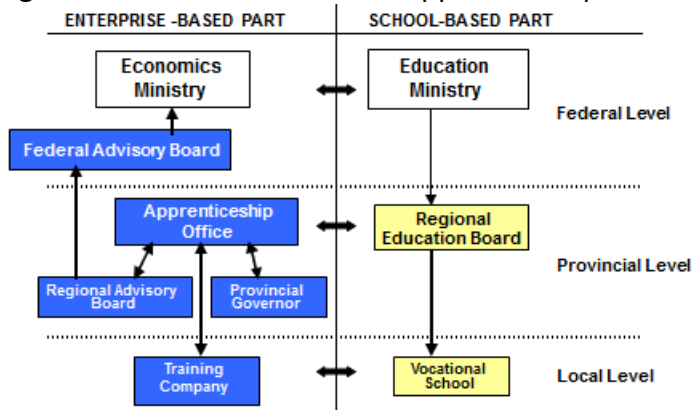 ENTERPRISE -BASED PART
SCHOOL-BASED PART
Economics
Ministry
Education
Ministry
Federal Level
Federal Advisory Board
Apprenticeship
Office
Regional
Education Board
Provincial Level
Regional Advisory
Board
Provincial
Governor
Training
Company
Vocational
School
Local Level